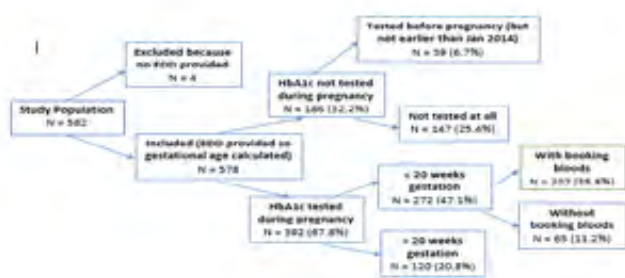 Tested before pregnancy (but
not earlier than Jan 2014)
N = 39 (6.7%)
Excluded because
no EDD provided
N = 4
HbA1c not tested
during pregnancy
N = 186 (32.2%)
Study Population
N = 582
Not tested at all
N = 147 (25.4%)
Included (EDD provided so
gestational age calculated)
N = 578
With booking
bloods
N =
HbA1c tested
during pregnancy
N = 392 (67.8%)
20 weeks
gestation
N = 272 (47.1%)
Without
booking bloods
N = 65 (11.2%)
20 weeks
gestation
N = 120 (20.8%)